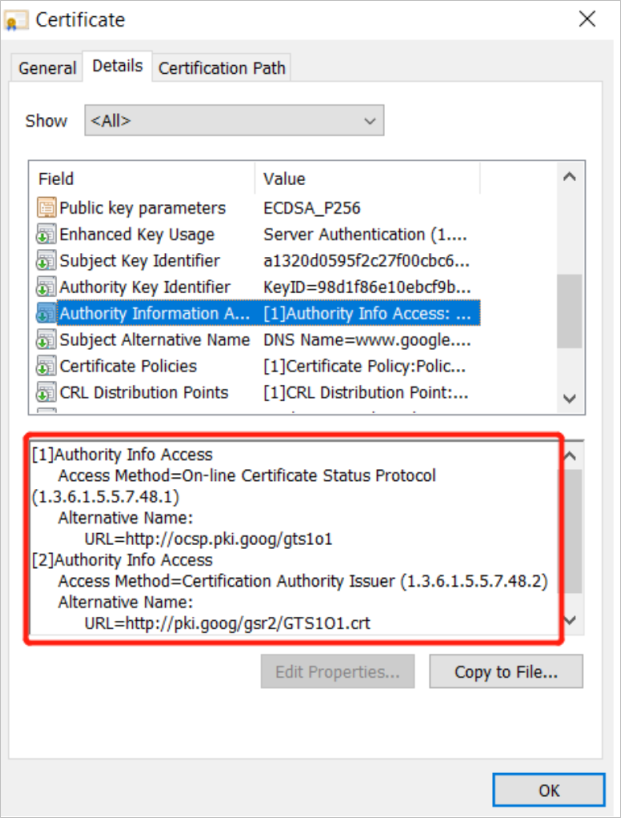 Certificate
General Details Certification Path
Show <All>
Field Value
Public key parameters ECDSA_P256
Enhanced Key Usage Server Authentication (1....
Subject Key Identifier a1320d0595f2c27f00cbc6...
Authority Key Identifier KeyID=98d1f86e10ebcf9b...
Authority Information A... [1]Authority Info Access: ...
Subject Alternative Name DNS Name=www.google....
Certificate Policies [1]Certificate Policy:Polic...
CRL Distribution Points [1]CRL Distribution Point:...
[1]Authority Info Access
Access Method=On-line Certificate Status Protocol
(1.3.6.1.5.5.7.48.1)
Alternative Name:
URL=http://ocsp.pki.goog/gts1o1
[2]Authority Info Access
Access Method=Certification Authority Issuer (1.3.6.1.5.5.7.48.2)
Alternative Name:
URL=http://pki.goog/gsr2/GTS1O1.crt
Edit Properties... Copy to File...
OK